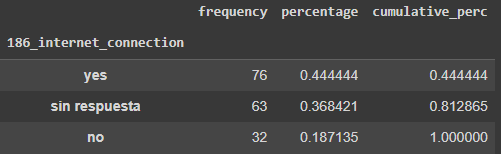 frequency percentage cumulative_perc
186_internet_connection
yes 76 0.444444 0.444444
sin respuesta 63 0.368421 0.812865
no 32 0.187135 1.000000